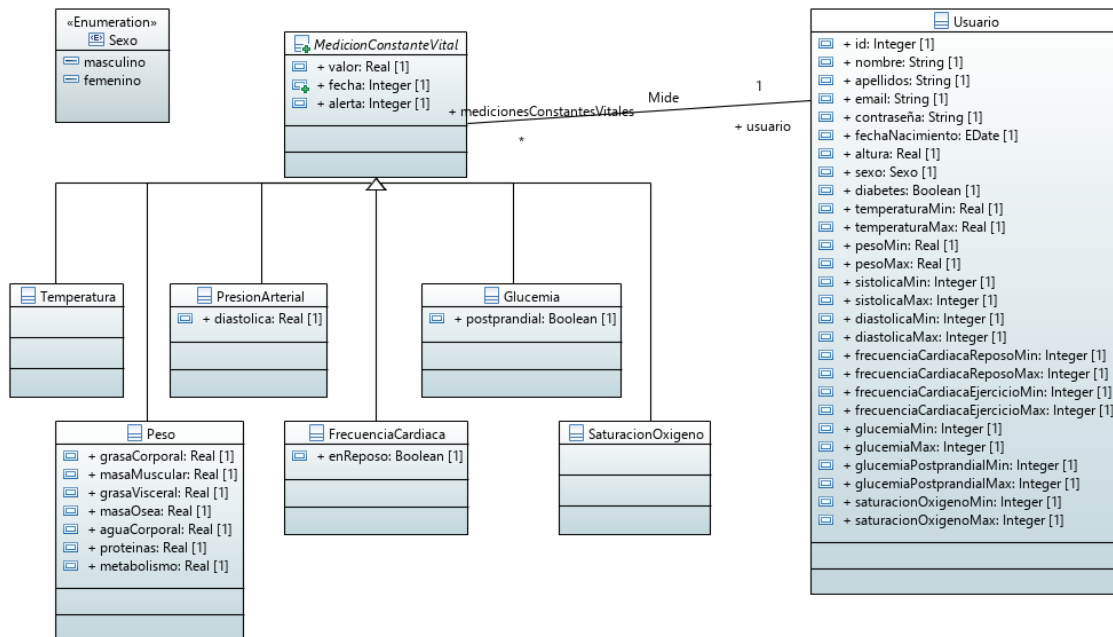 «Enumeration»
Sexo
masculino
femenino
MedicionConstanteVital
+ valor: Real [1]
+ fecha: Integer [1]
+ alerta: Integer [1]
+ medicionesConstantesVitales
*
Mide
1
+ usuario
Usuario
+ id: Integer [1]
+ nombre: String [1]
+ apellidos: String [1]
+ email: String [1]
+ contraseña: String [1]
+ fechaNacimiento: EDate [1]
+ altura: Real [1]
+ sexo: Sexo [1]
+ diabetes: Boolean [1]
+ temperaturaMin: Real [1]
+ temperaturaMax: Real [1]
+ pesoMin: Real [1]
+ pesoMax: Real [1]
+ sistolicaMin: Integer [1]
+ sistolicaMax: Integer [1]
+ diastolicaMin: Integer [1]
+ diastolicaMax: Integer [1]
+ frecuenciaCardiacaReposoMin: Integer [1]
+ frecuenciaCardiacaReposoMax: Integer [1]
+ frecuenciaCardiacaEjercicioMin: Integer [1]
+ frecuenciaCardiacaEjercicioMax: Integer [1]
+ glucemiaMin: Integer [1]
+ glucemiaMax: Integer [1]
+ glucemiaPostprandialMin: Integer [1]
+ glucemiaPostprandialMax: Integer [1]
+ saturacionOxigenoMin: Integer [1]
+ saturacionOxigenoMax: Integer [1]
Temperatura
PresionArterial
+ diastolica: Real [1]
Glucemia
+ postprandial: Boolean [1]
Peso
+ grasaCorporal: Real [1]
+ masaMuscular: Real [1]
+ grasaVisceral: Real [1]
+ masaOsea: Real [1]
+ aguaCorporal: Real [1]
+ proteinas: Real [1]
+ metabolismo: Real [1]
FrecuenciaCardiaca
+ enReposo: Boolean [1]
SaturacionOxigeno